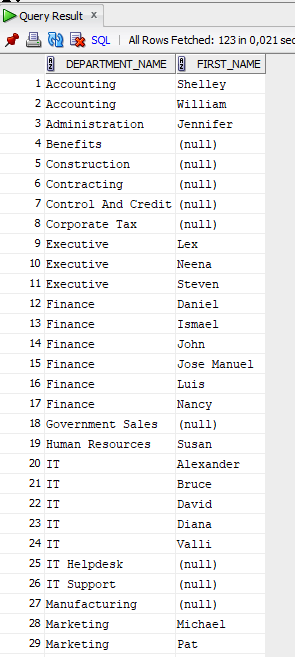 Query Result x
SQL | All Rows Fetched: 123 in 0,021 sec
DEPARTMENT_NAME FIRST_NAME
1 Accounting Shelley
2 Accounting William
3 Administration Jennifer
4 Benefits (null)
5 Construction (null)
6 Contracting (null)
7 Control And Credit (null)
8 Corporate Tax (null)
9 Executive Lex
10 Executive Neena
11 Executive Steven
12 Finance Daniel
13 Finance Ismael
14 Finance John
15 Finance Jose Manuel
16 Finance Luis
17 Finance Nancy
18 Government Sales (null)
19 Human Resources Susan
20 IT Alexander
21 IT Bruce
22 IT David
23 IT Diana
24 IT Valli
25 IT Helpdesk (null)
26 IT Support (null)
27 Manufacturing (null)
28 Marketing Michael
29 Marketing Pat